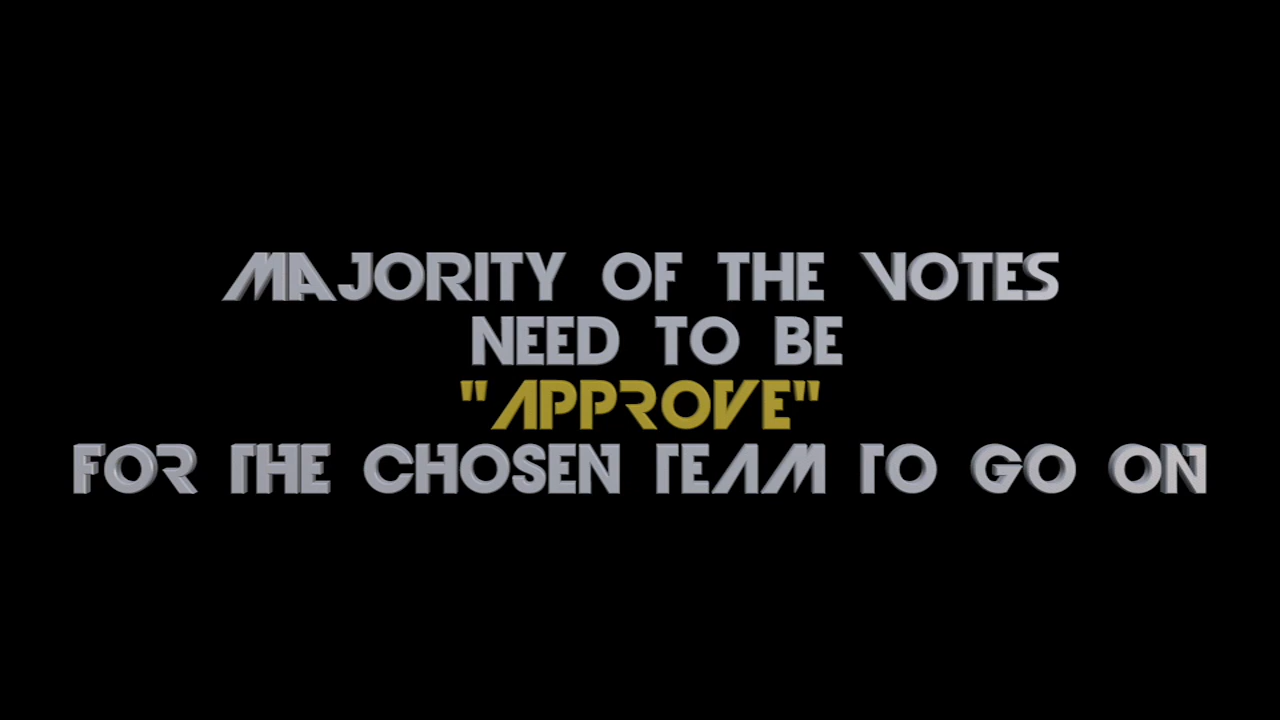 MAJORITY OF THE VOTES
NEED TO BE
"APPROVE"
FOR THE CHOSEN TEAM TO GO ON